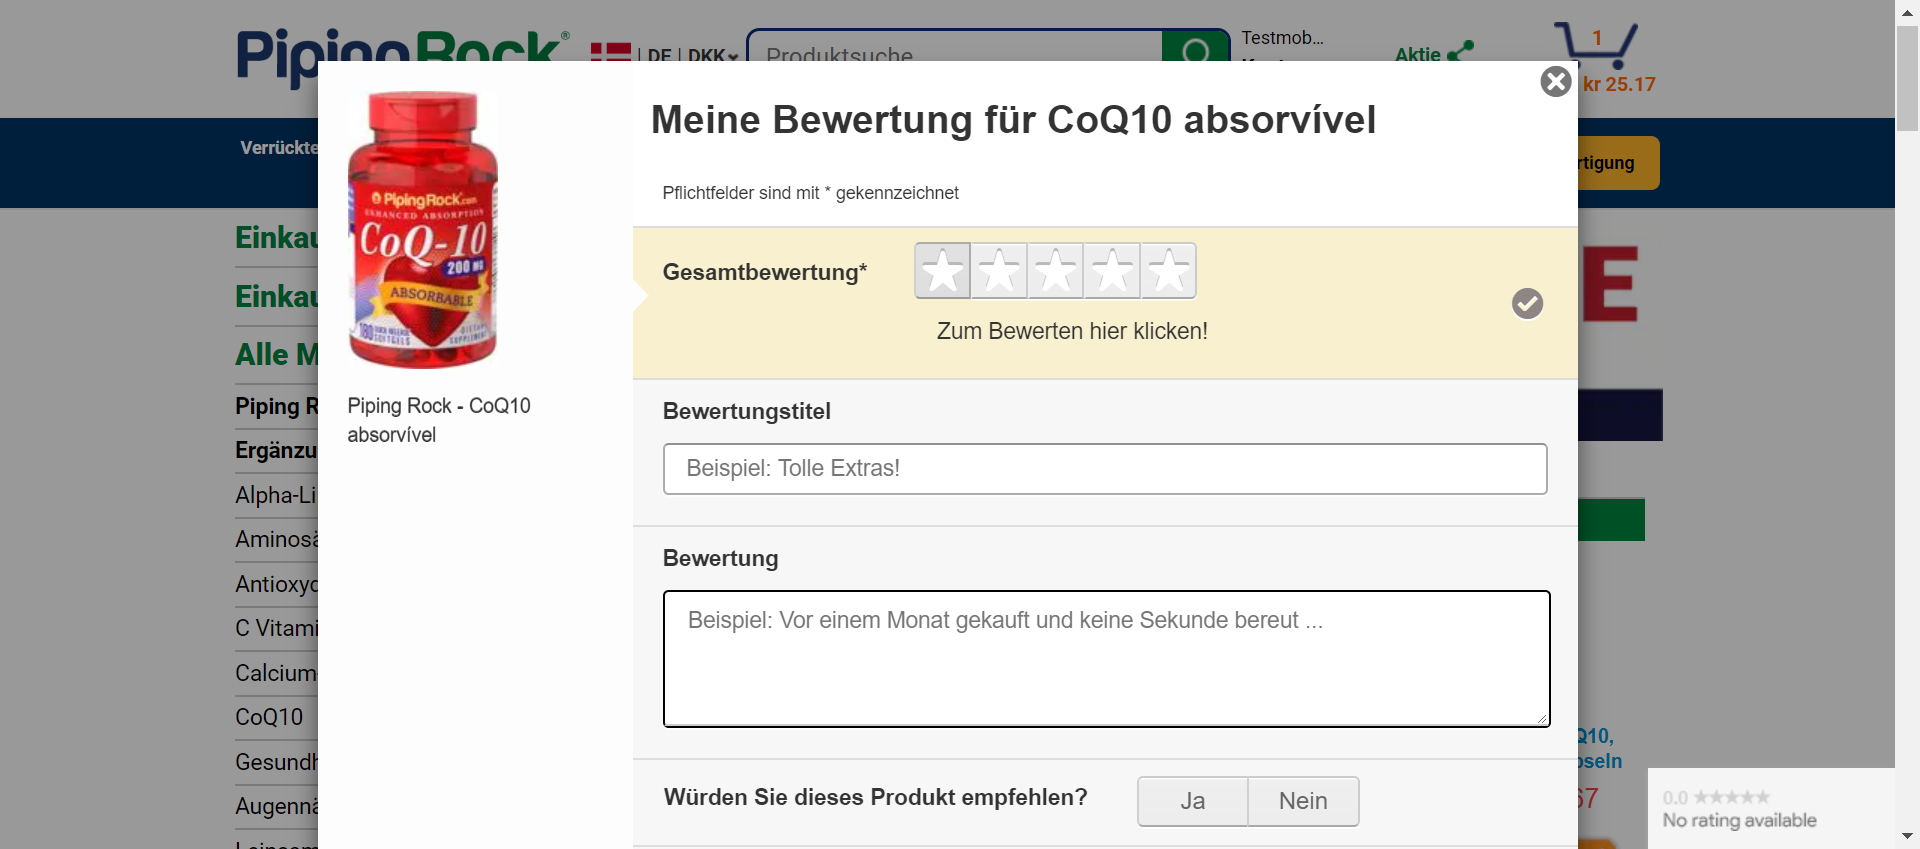 PipingRock®
| DE | DKK
Produktsuche
Testmob...
Aktie
1
kr 25.17
Verrückte
rtigung
Einkau
Einkau
Alle M
Piping R
Ergänzu
Alpha-Li
Aminosä
Antioxyd
C Vitami
Calcium-
CoQ10
Gesundh
Augennä
E
Q10,
pseln
67
0.0
No rating available
PipingRock.com
ENHANCED ABSORPTION
CoQ-10
200 MG
ABSORBABLE
180 QUICK RELEASE
SOFTGELS
DIETARY
SUPPLEMENT
Piping Rock - CoQ10
absorvível
Meine Bewertung für CoQ10 absorvível
Pflichtfelder sind mit * gekennzeichnet
Gesamtbewertung*
Zum Bewerten hier klicken!
Bewertungstitel
Beispiel: Tolle Extras!
Bewertung
Beispiel: Vor einem Monat gekauft und keine Sekunde bereut ...
Würden Sie dieses Produkt empfehlen?
Ja
Nein